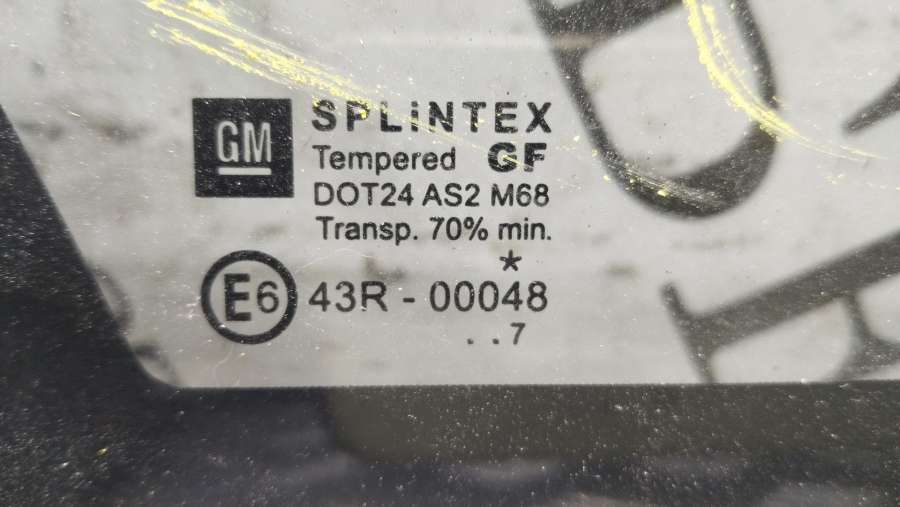 GM
SPLiNTEX
Tempered GF
DOT24 AS2 M68
Transp. 70% min.
*
E6 43R - 00048
. . 7